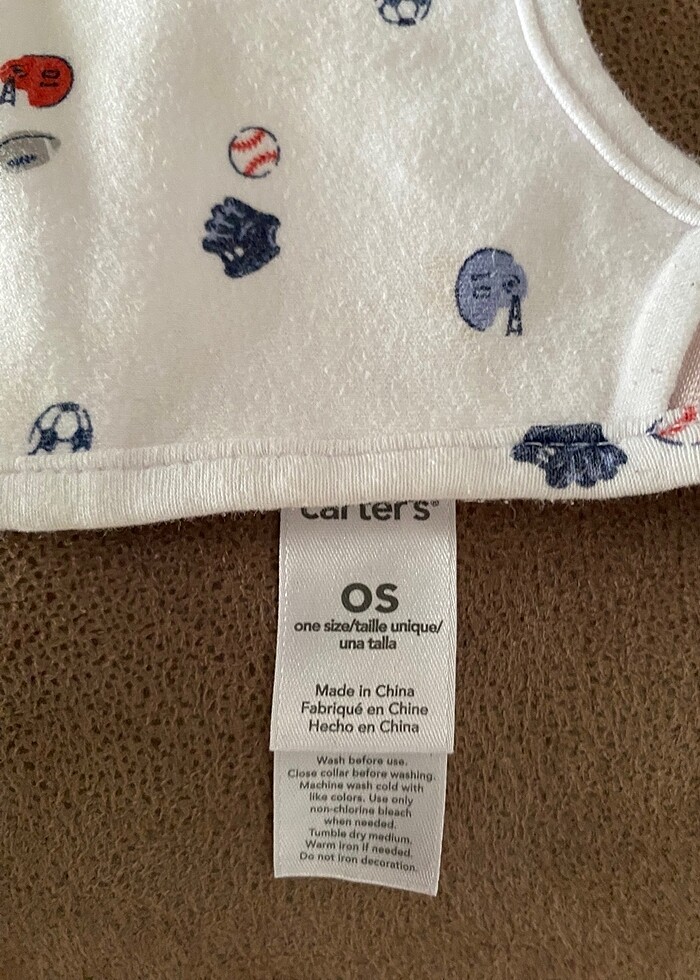 carter's®
OS
one size/taille unique/
una talla
Made in China
Fabriqué en Chine
Hecho en China
Wash before use.
Close collar before washing.
Machine wash cold with
like colors. Use only
non-chlorine bleach
when needed.
Tumble dry medium.
Warm iron if needed.
Do not iron decoration.